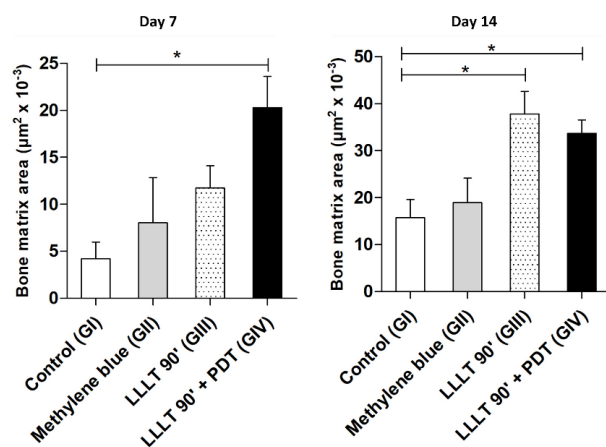 Day 7
*
Bone matrix area (µm² x 10⁻³)
25
20
15
10
5
0
Control (GI)
Methylene blue (GII)
LLLT 90' (GIII)
LLLT 90' + PDT (GIV)
Day 14
*
*
Bone matrix area (µm² x 10⁻³)
50
40
30
20
10
0
Control (GI)
Methylene blue (GII)
LLLT 90' (GIII)
LLLT 90' + PDT (GIV)